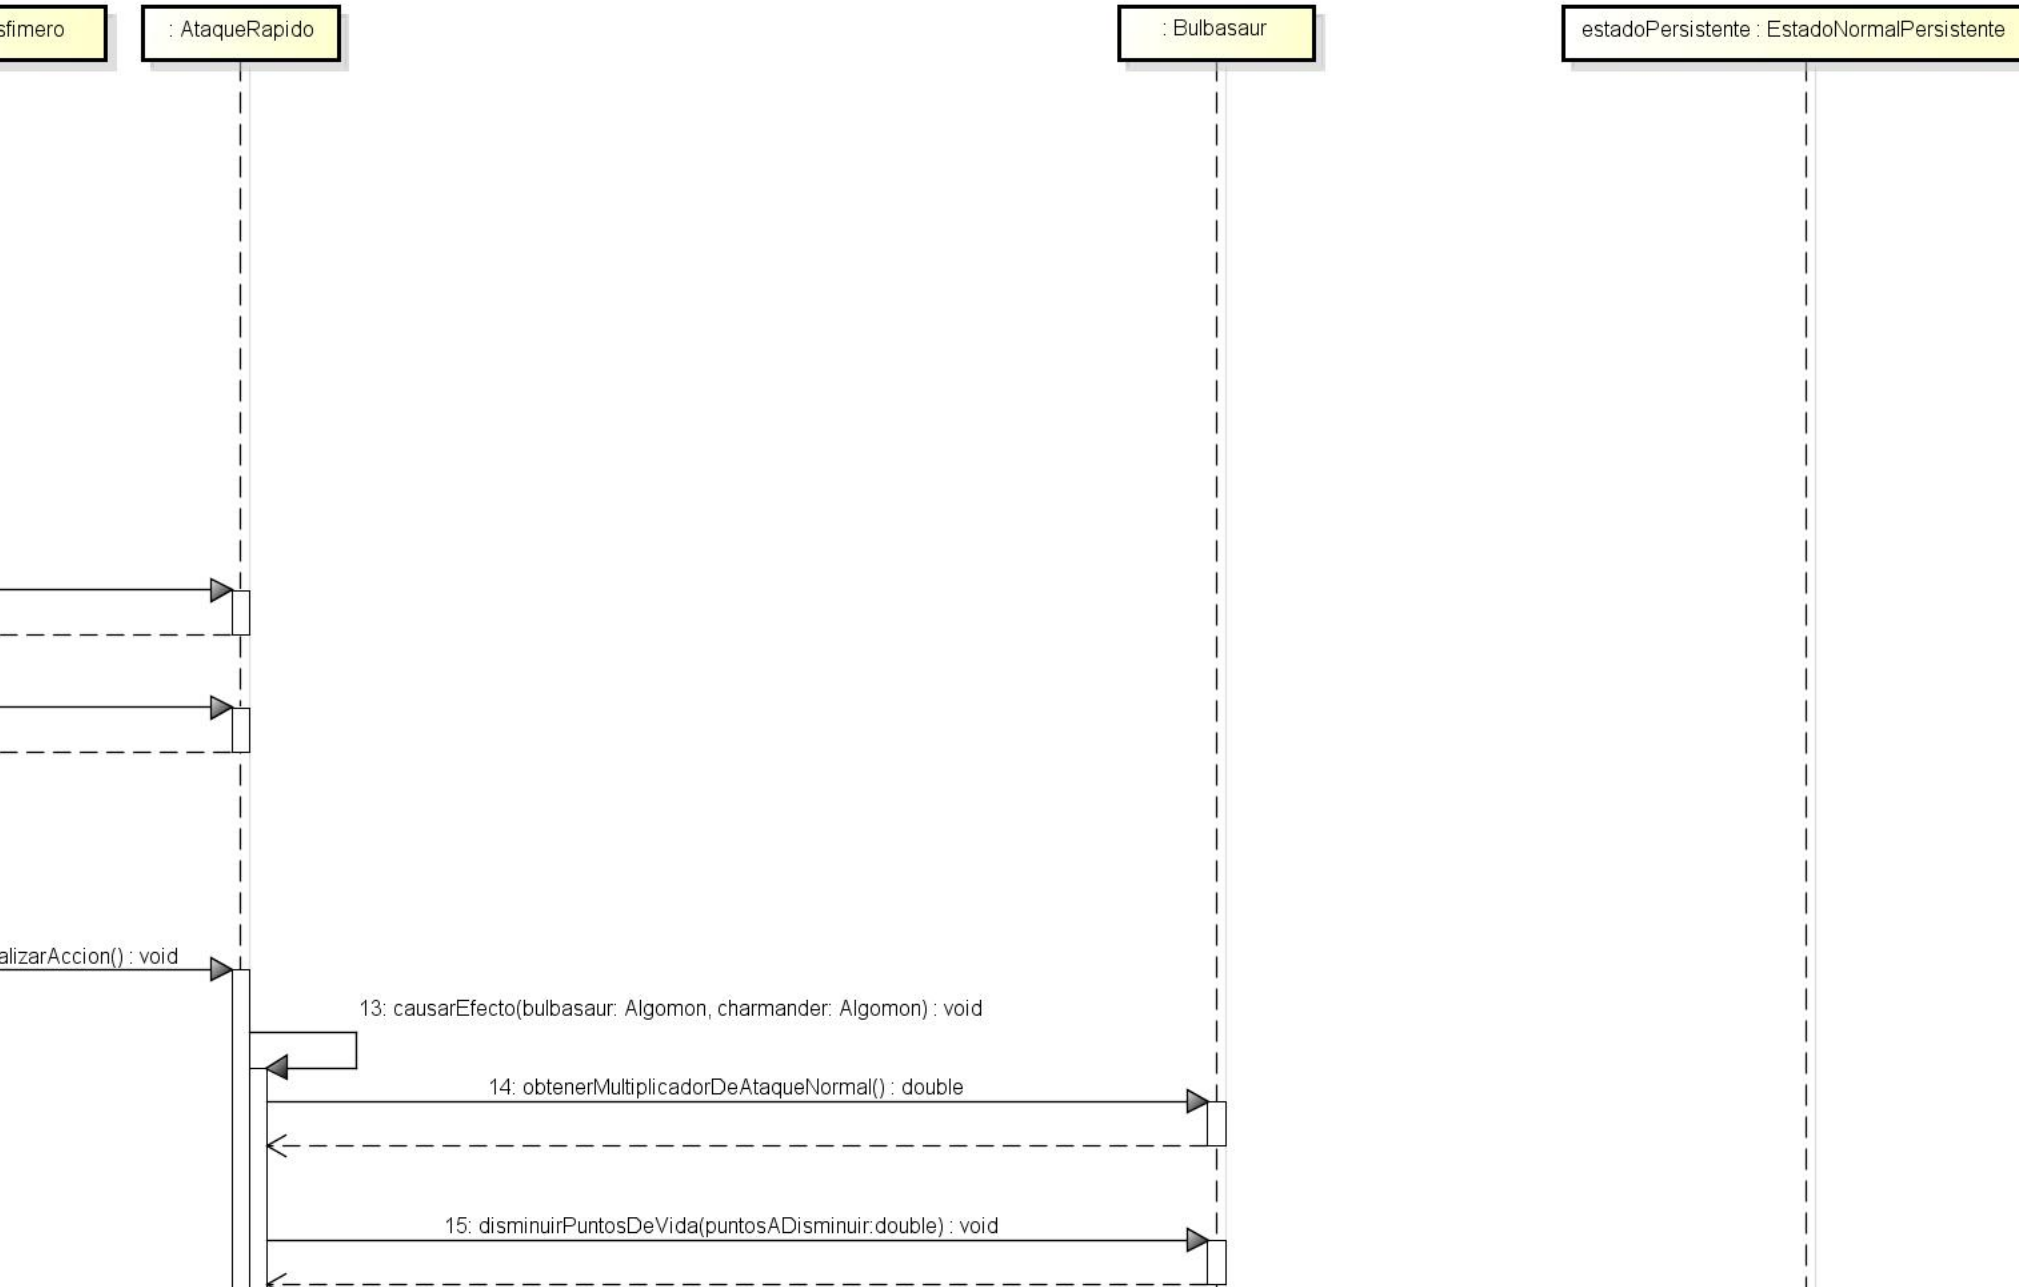 sfimero
: AtaqueRapido
: Bulbasaur
estadoPersistente : EstadoNormalPersistente
alizarAccion() : void
13: causarEfecto(bulbasaur: Algomon, charmander: Algomon) : void
14: obtenerMultiplicadorDeAtaqueNormal() : double
15: disminuirPuntosDeVida(puntosADisminuir:double) : void